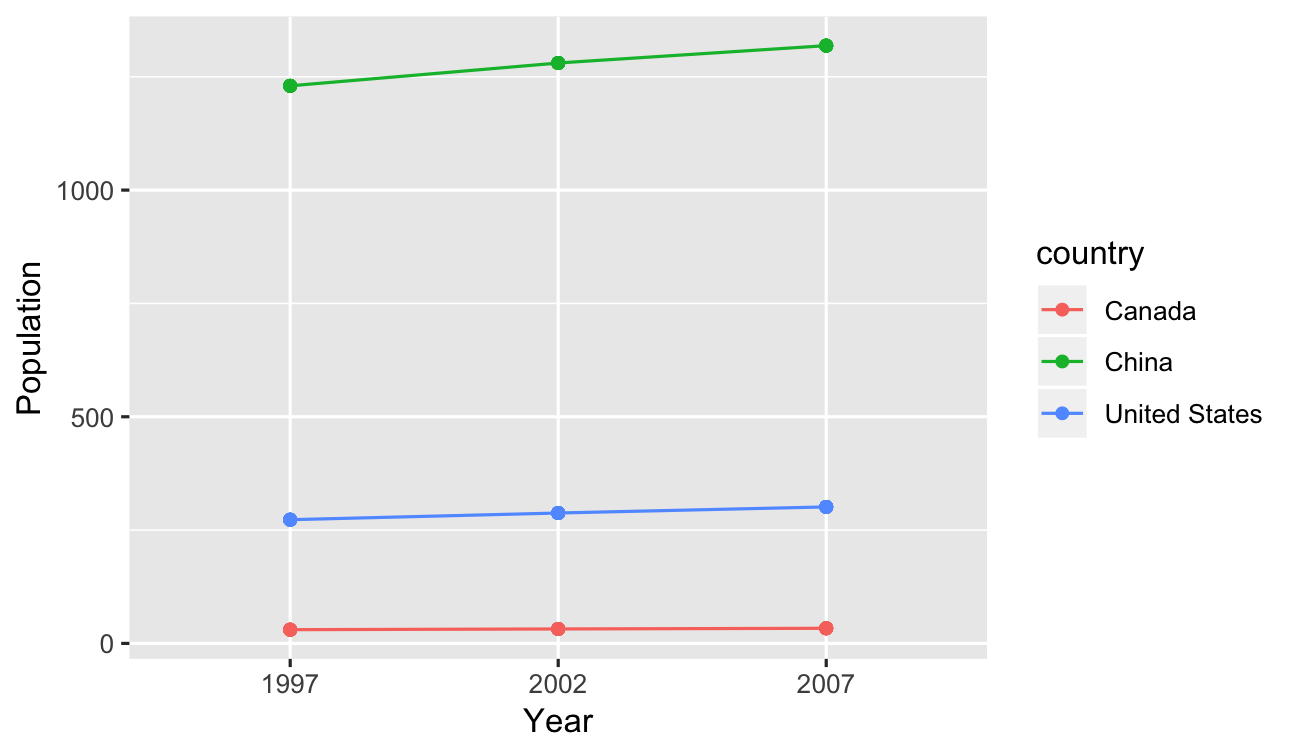 Population
1000
500
0
1997 2002 2007
Year
country
Canada
China
United States